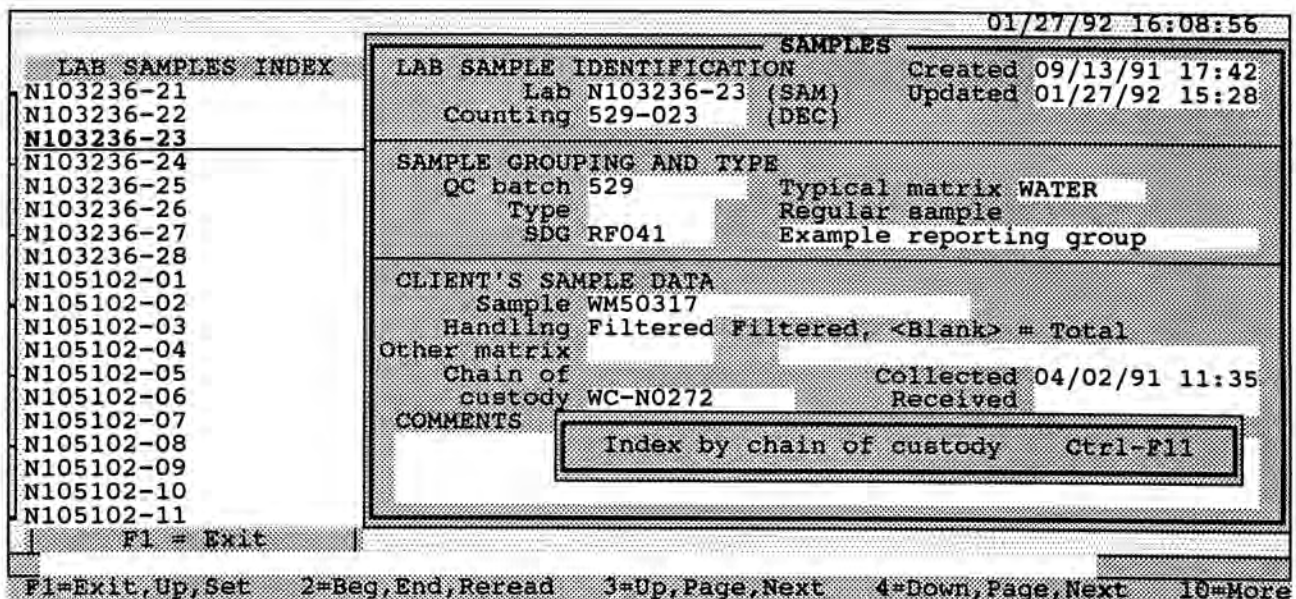 01/27/92 16:08:56
LAB SAMPLES INDEX
N103236-21
N103236-22
N103236-23
N103236-24
N103236-25
N103236-26
N103236-27
N103236-28
N105102-01
N105102-02
N105102-03
N105102-04
N105102-05
N105102-06
N105102-07
N105102-08
N105102-09
N105102-10
N105102-11
F1 = Exit
SAMPLES
LAB SAMPLE IDENTIFICATION Created 09/13/91 17:42
Lab N103236-23 (SAM) Updated 01/27/92 15:28
Counting 529-023 (DEC)
SAMPLE GROUPING AND TYPE
QC batch 529 Typical matrix WATER
Type Regular sample
SDG RF041 Example reporting group
CLIENT'S SAMPLE DATA
Sample WM50317
Handling Filtered Filtered, <Blank> = Total
Other matrix
Chain of Collected 04/02/91 11:35
custody WC-N0272 Received
COMMENTS
Index by chain of custody Ctrl-F11
F1=Exit,Up,Set 2=Beg,End,Reread 3=Up,Page,Next 4=Down,Page,Next 10=More